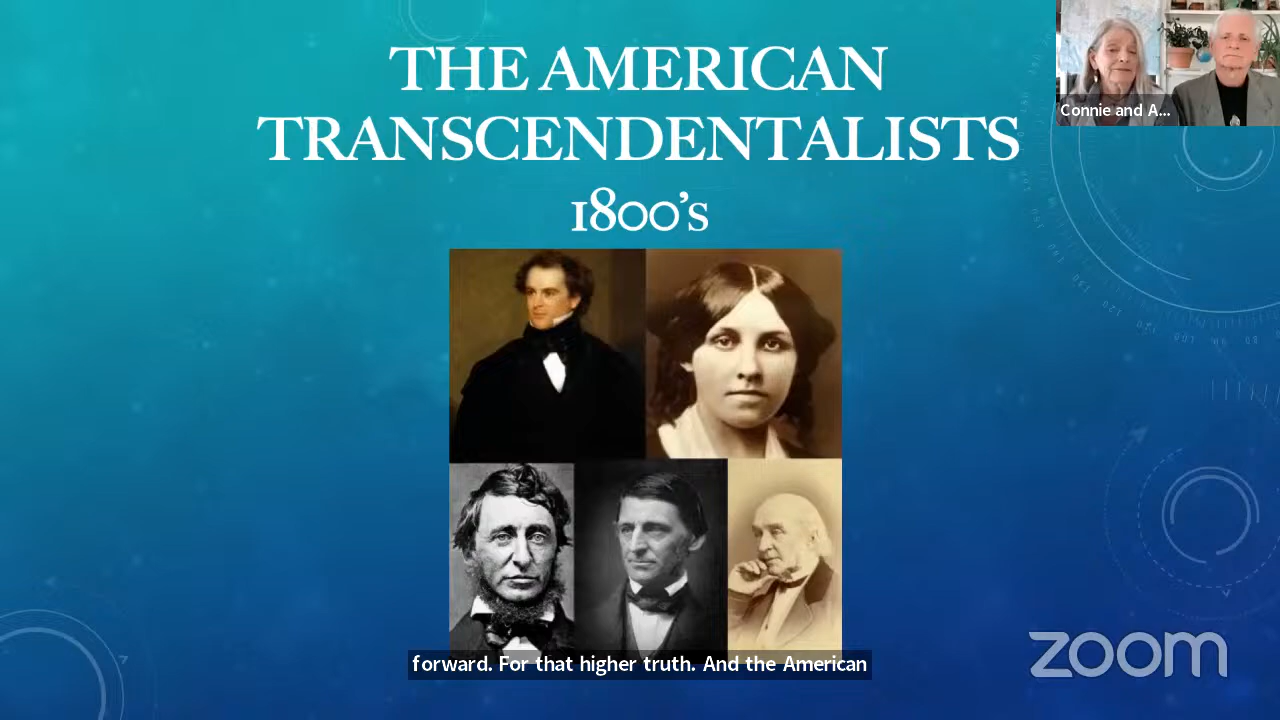 THE AMERICAN
TRANSCENDENTALISTS
1800's
Connie and A...
forward. For that higher truth. And the American
zoom